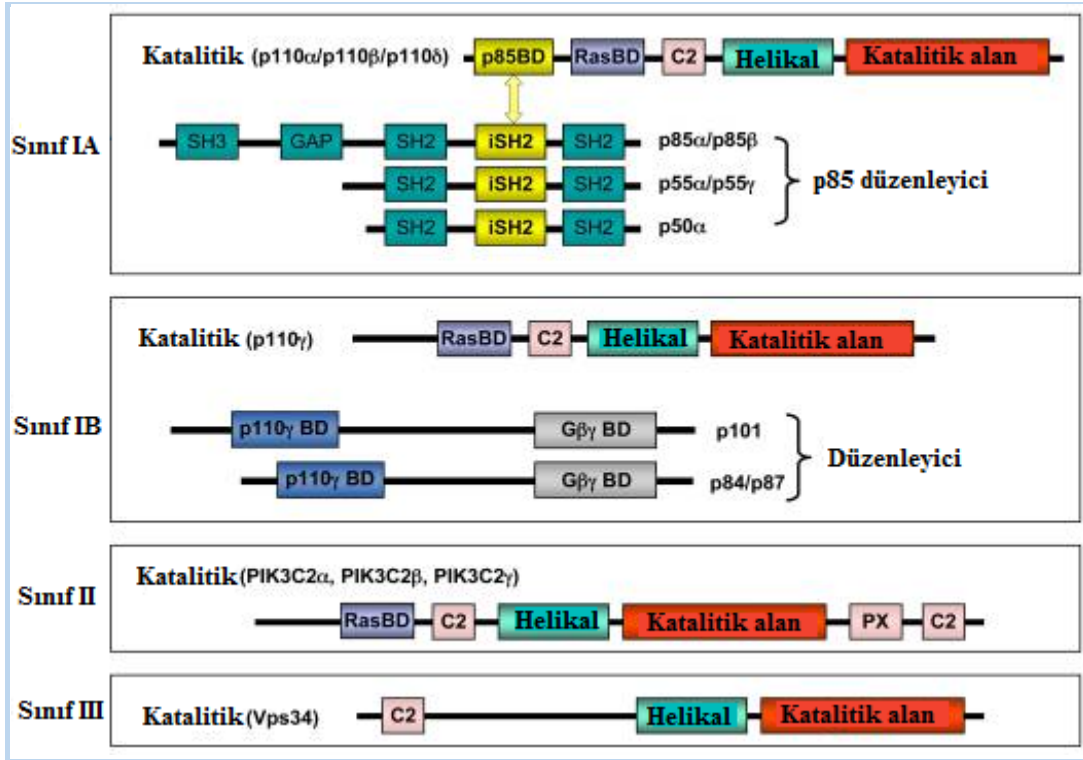 Katalitik (p110α/p110β/p110δ) p85BD RasBD C2 Helikal Katalitik alan
Sınıf IA
SH3 GAP SH2 iSH2 SH2 p85α/p85β
SH2 iSH2 SH2 p55α/p55γ
p85 düzenleyici
SH2 iSH2 SH2 p50α
Katalitik (p110γ) RasBD C2 Helikal Katalitik alan
Sınıf IB
p110γ BD Gβγ BD p101
Düzenleyici
p110γ BD Gβγ BD p84/p87
Katalitik (PIK3C2α, PIK3C2β, PIK3C2γ)
Sınıf II
RasBD C2 Helikal Katalitik alan PX C2
Sınıf III
Katalitik (Vps34) C2 Helikal Katalitik alan